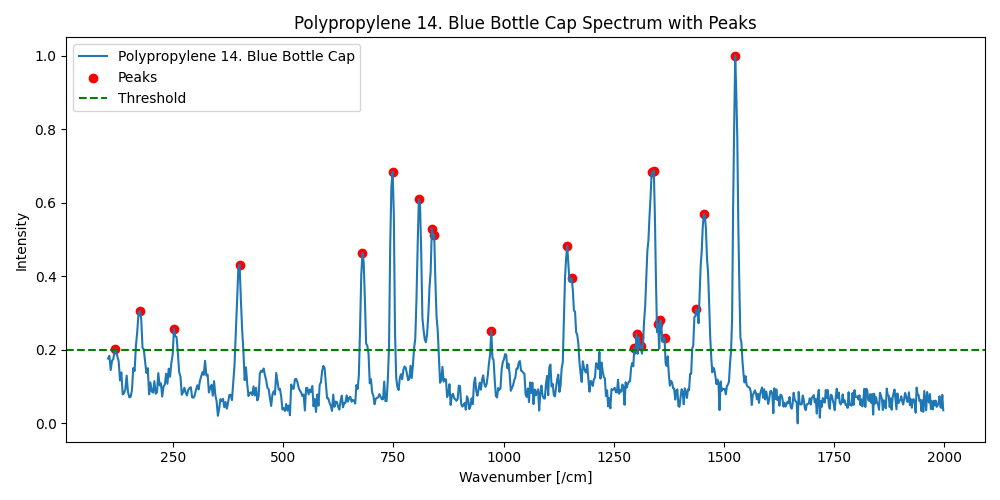 Polypropylene 14. Blue Bottle Cap Spectrum with Peaks
Polypropylene 14. Blue Bottle Cap
Peaks
Threshold
Intensity
1.0
0.8
0.6
0.4
0.2
0.0
250 500 750 1000 1250 1500 1750 2000
Wavenumber [/cm]